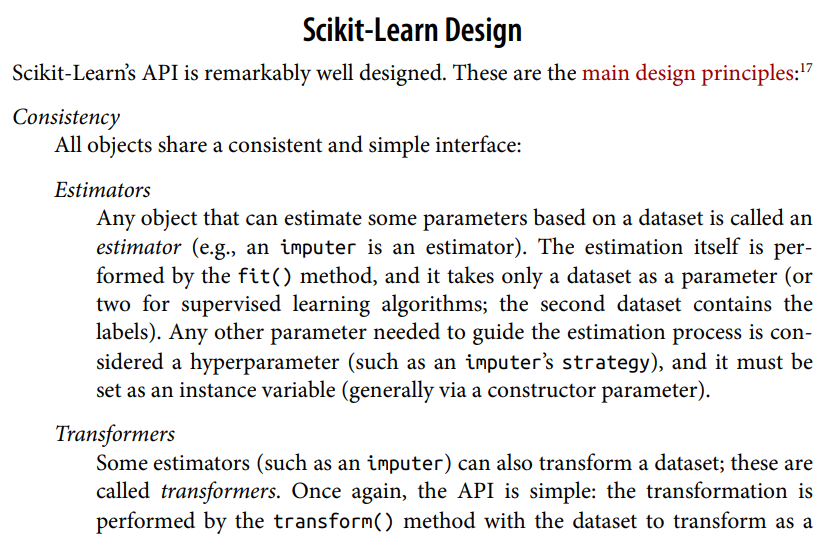 Scikit-Learn Design
Scikit-Learn’s API is remarkably well designed. These are the main design principles:17
Consistency
All objects share a consistent and simple interface:
Estimators
Any object that can estimate some parameters based on a dataset is called an
estimator (e.g., an imputer is an estimator). The estimation itself is per-
formed by the fit() method, and it takes only a dataset as a parameter (or
two for supervised learning algorithms; the second dataset contains the
labels). Any other parameter needed to guide the estimation process is con-
sidered a hyperparameter (such as an imputer’s strategy), and it must be
set as an instance variable (generally via a constructor parameter).
Transformers
Some estimators (such as an imputer) can also transform a dataset; these are
called transformers. Once again, the API is simple: the transformation is
performed by the transform() method with the dataset to transform as a